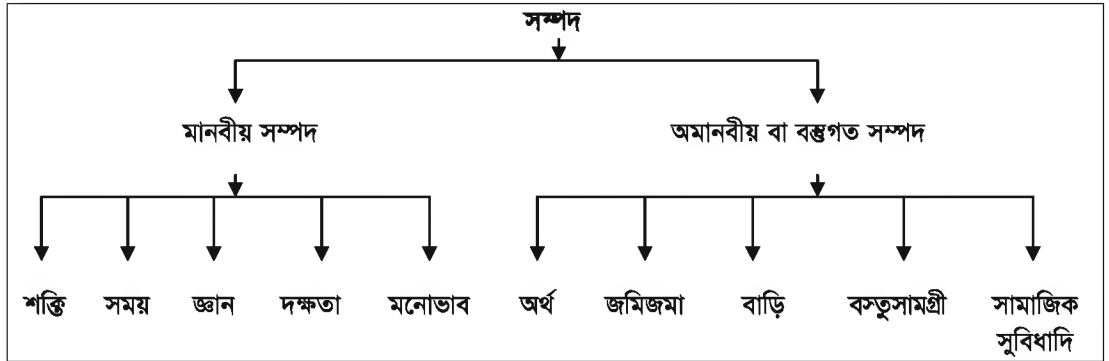 সম্পদ
মানবীয় সম্পদ অমানবীয় বা বস্তুগত সম্পদ
শক্তি সময় জ্ঞান দক্ষতা মনোভাব অর্থ জমিজমা বাড়ি বস্তুসামগ্রী সামাজিক
সুবিধাদি